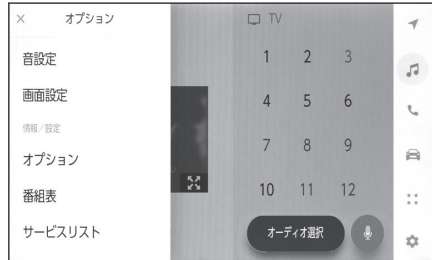 × オプション
音設定
画面設定
情報／設定
オプション
番組表
サービスリスト
TV
1 2 3
4 5 6
7 8 9
10 11 12
オーディオ選択